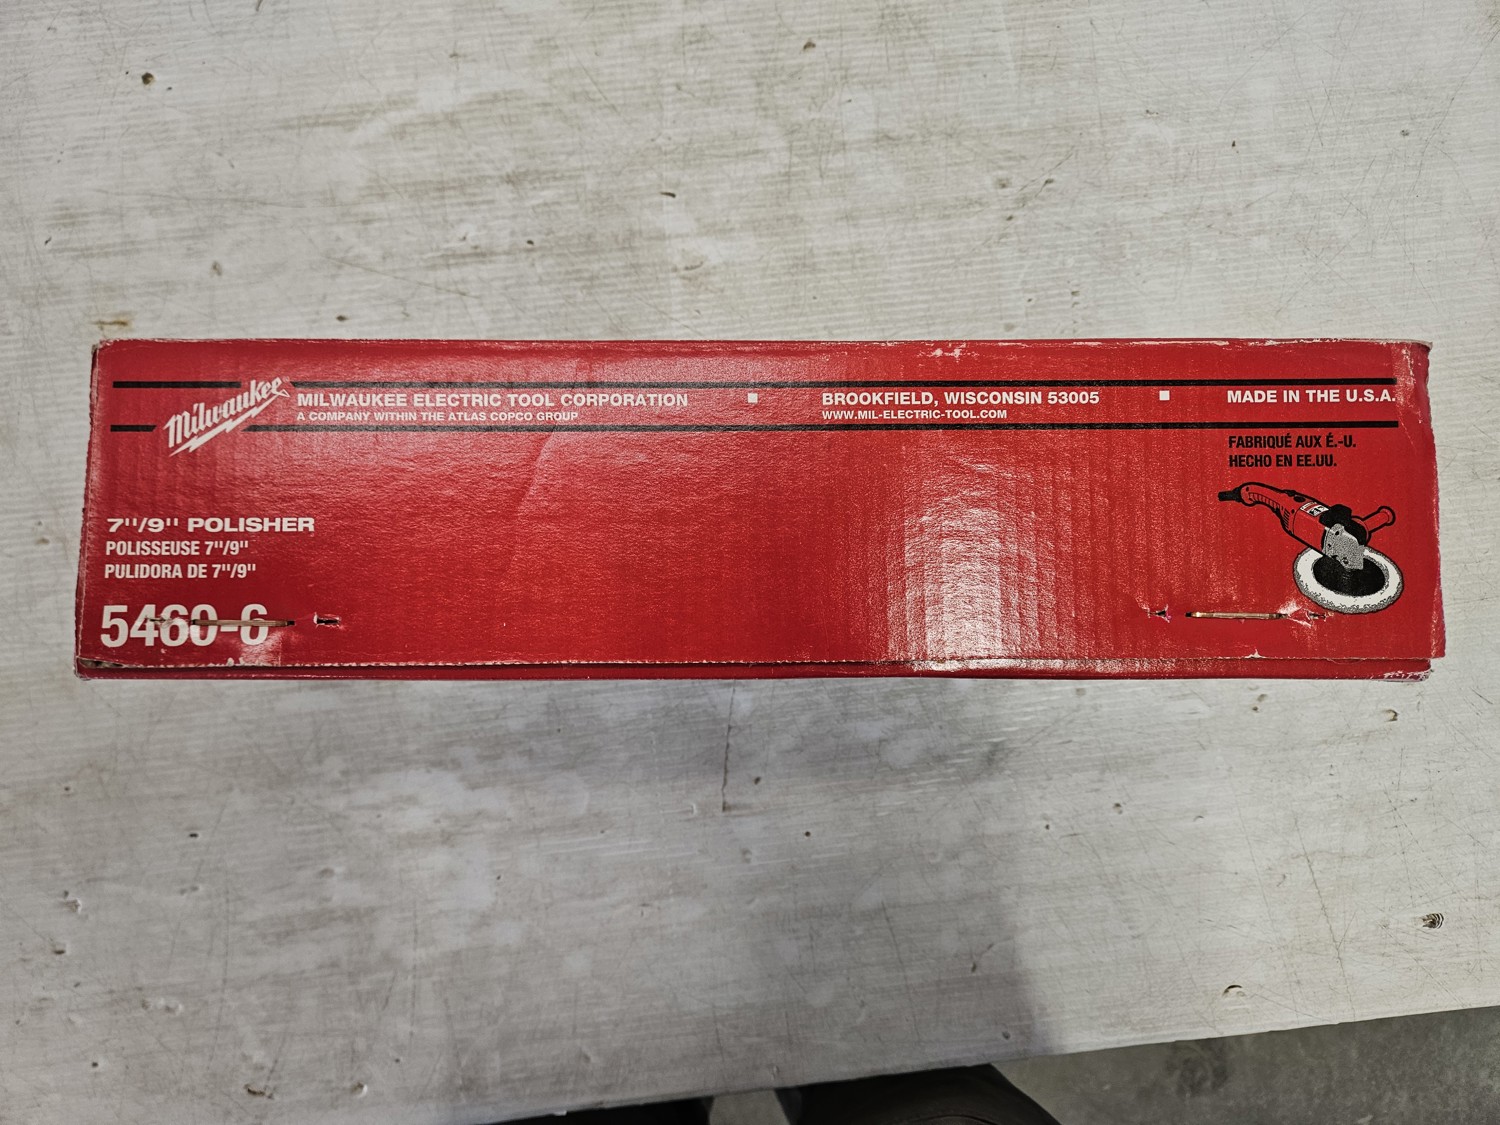 Milwaukee
MILWAUKEE ELECTRIC TOOL CORPORATION ■ BROOKFIELD, WISCONSIN 53005 ■ MADE IN THE U.S.A.
A COMPANY WITHIN THE ATLAS COPCO GROUP WWW.MIL-ELECTRIC-TOOL.COM
FABRIQUÉ AUX É.-U.
HECHO EN EE.UU.
7"/9" POLISHER
POLISSEUSE 7"/9"
PULIDORA DE 7"/9"
5460-6